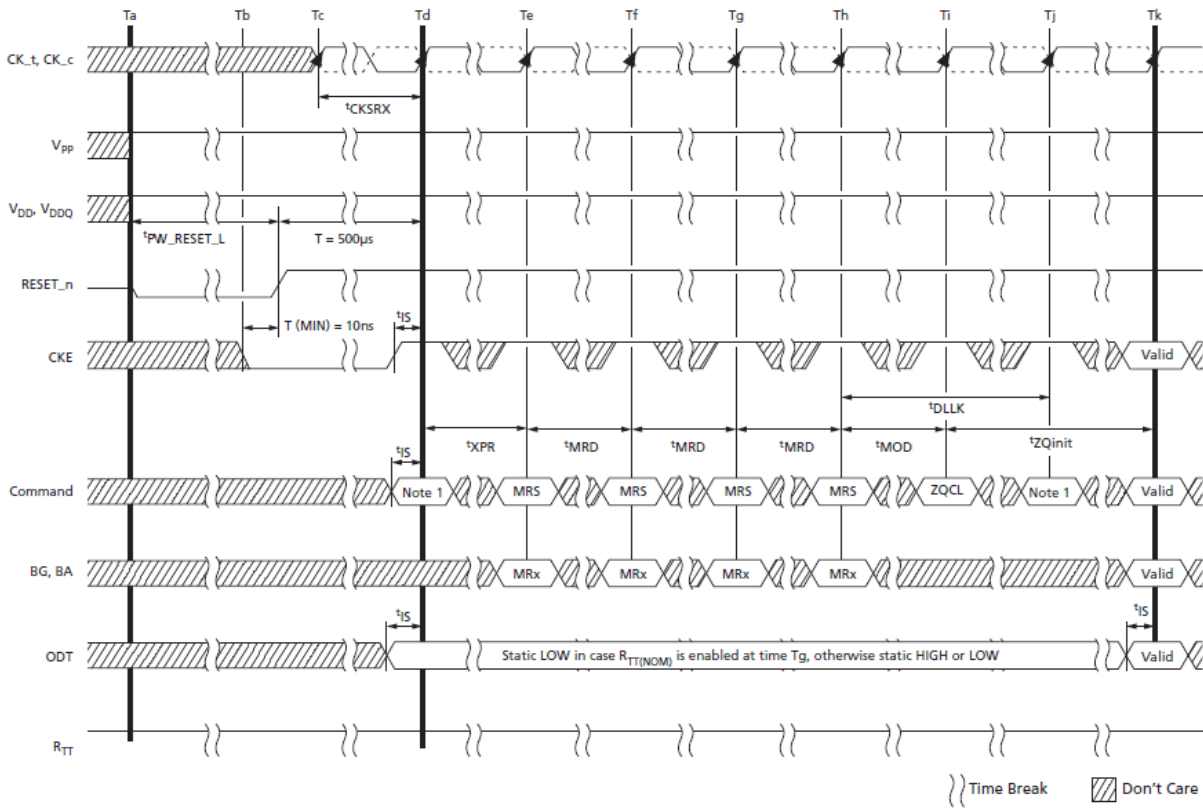 Ta Tb Tc Td Te Tf Tg Th Ti Tj Tk
CK_t, CK_c
tCKSRX
VPP
VDD, VDDQ
tPW_RESET_L T = 500µs
RESET_n
T (MIN) = 10ns tIS
CKE Valid
tDLLK
tXPR tMRD tMRD tMRD tMOD tZQinit
tIS
Command Note 1 MRS MRS MRS MRS ZQCL Note 1 Valid
BG, BA MRx MRx MRx MRx Valid
tIS tIS
ODT Static LOW in case RTT(NOM) is enabled at time Tg, otherwise static HIGH or LOW Valid
RTT
Time Break Don't Care